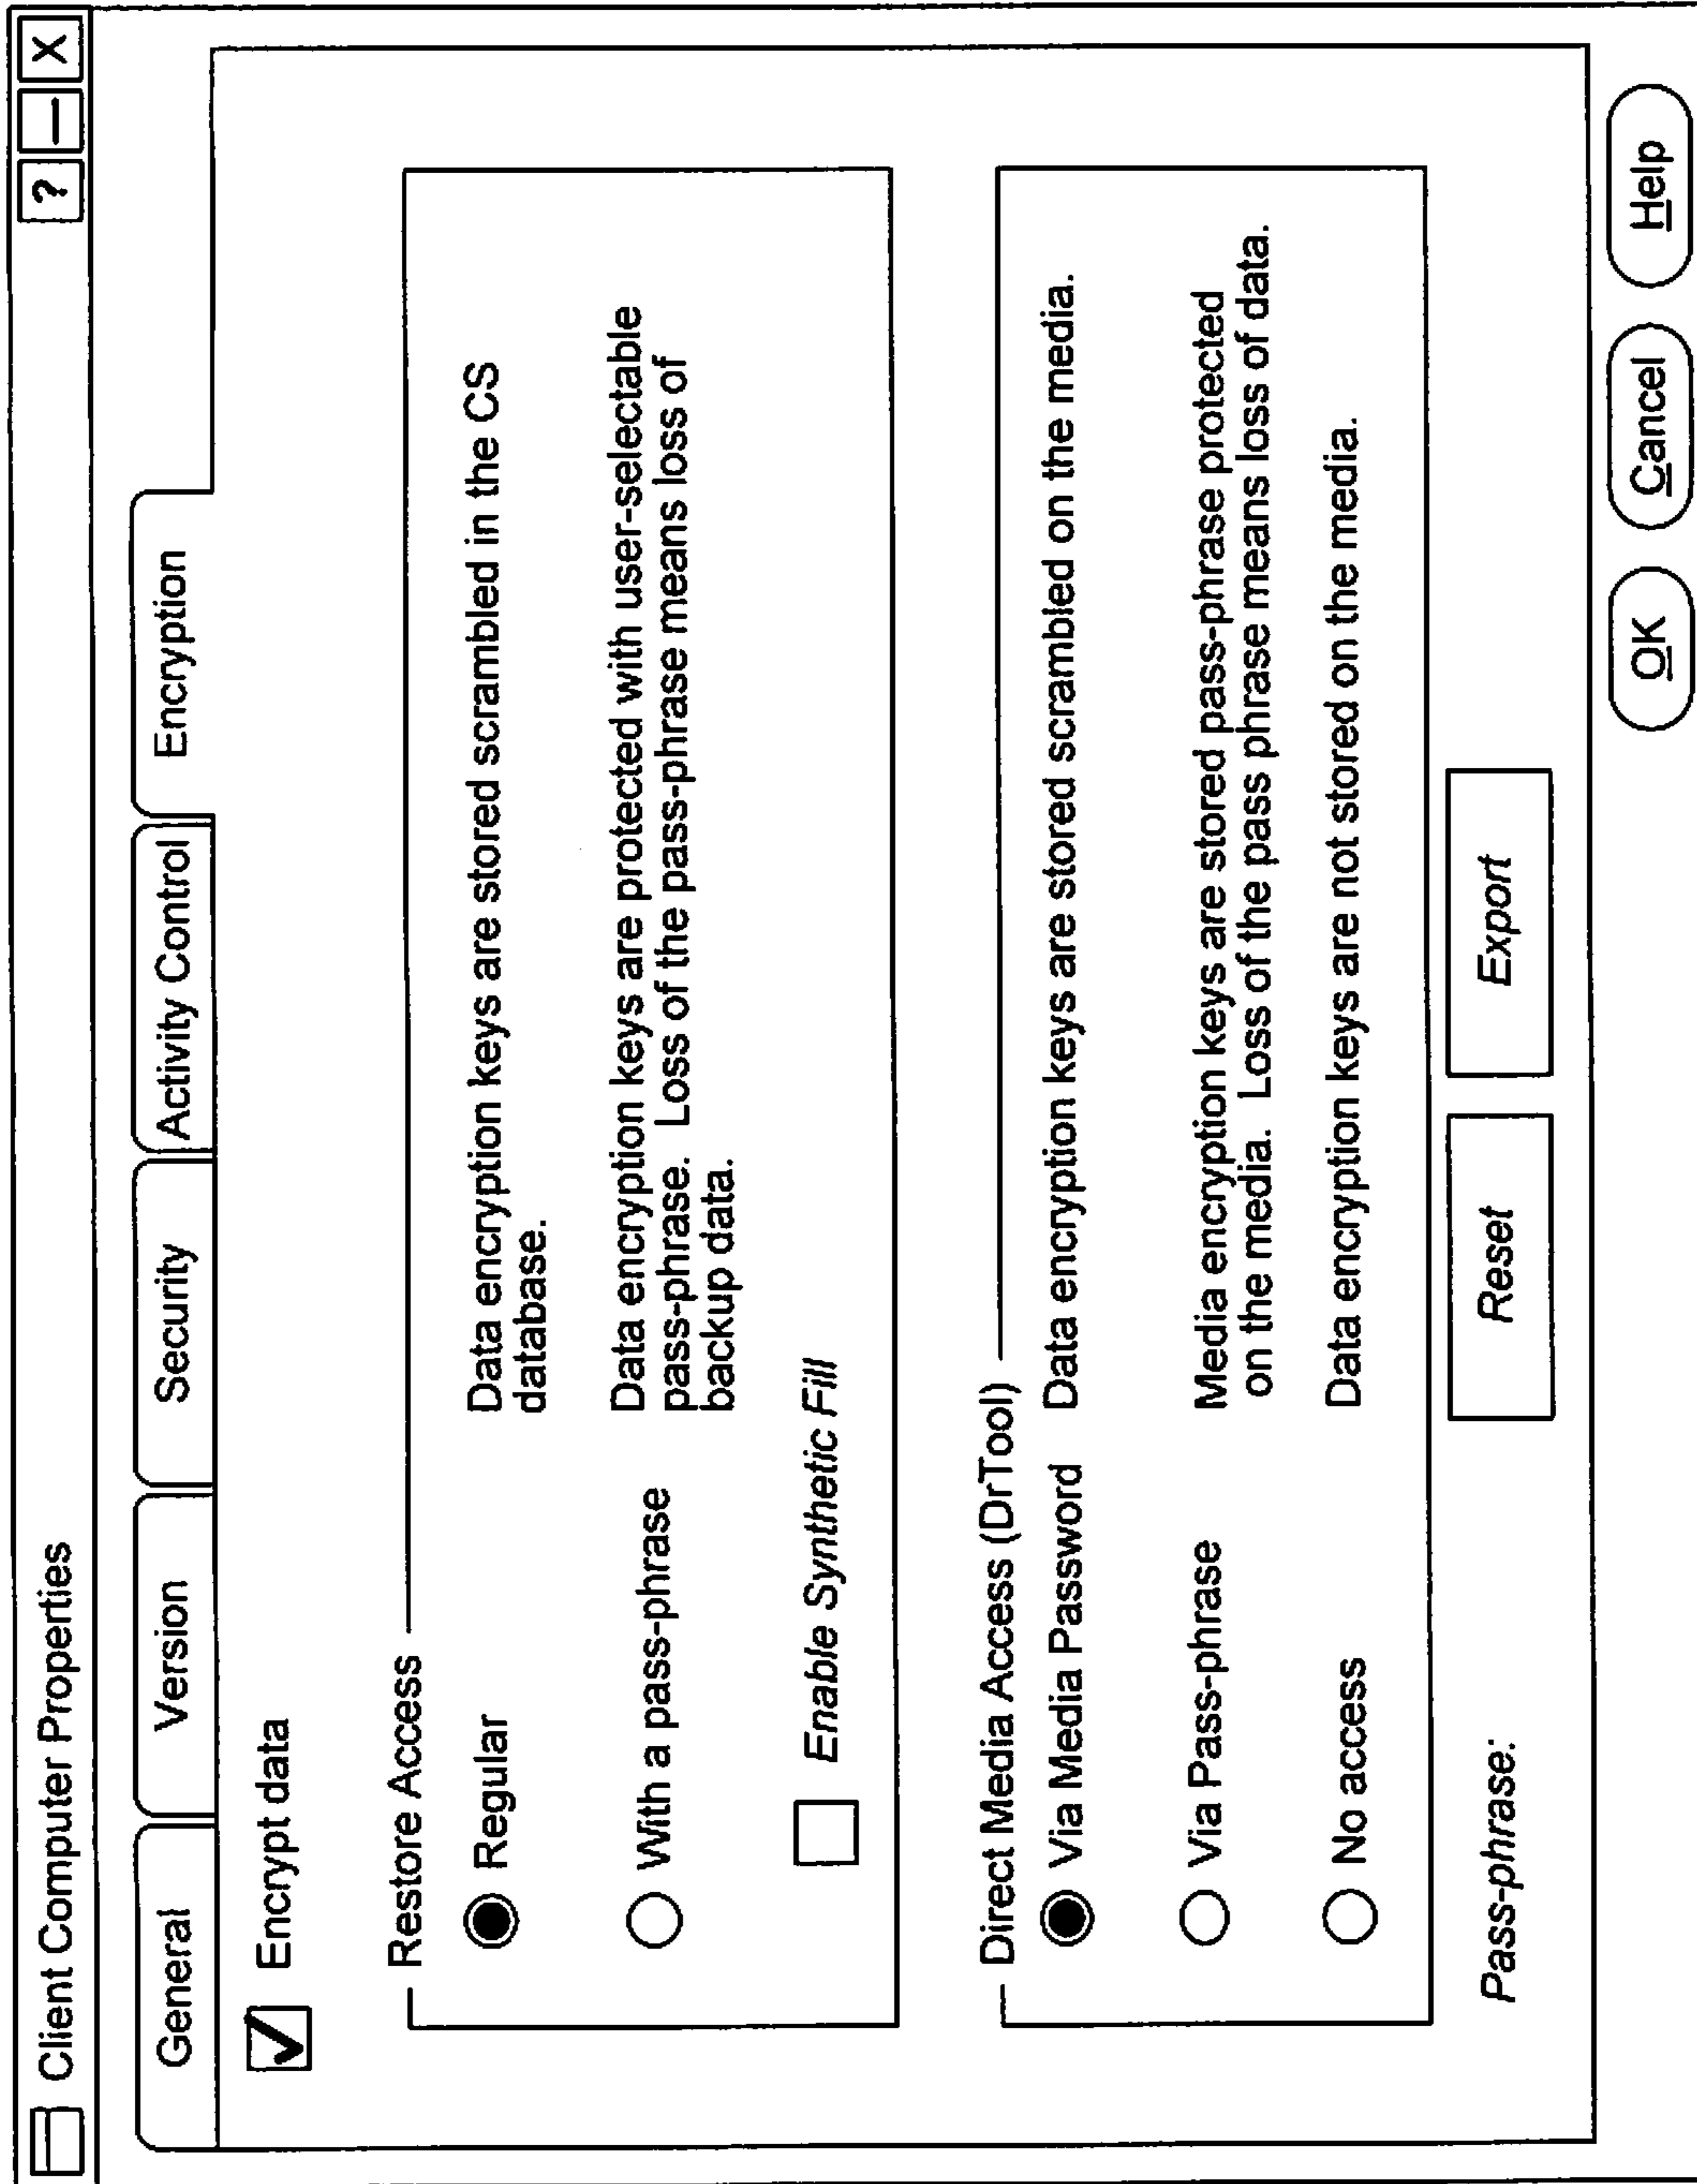 Client Computer Properties ? — X
General Version Security Activity Control Encryption
Encrypt data
Restore Access
Regular Data encryption keys are stored scrambled in the CS
database.
With a pass-phrase Data encryption keys are protected with user-selectable
pass-phrase. Loss of the pass-phrase means loss of
backup data.
Enable Synthetic Fill
Direct Media Access (DrTool)
Via Media Password Data encryption keys are stored scrambled on the media.
Via Pass-phrase Media encryption keys are stored pass-phrase protected
on the media. Loss of the pass phrase means loss of data.
No access Data encryption keys are not stored on the media.
Pass-phrase: Reset Export
OK Cancel Help